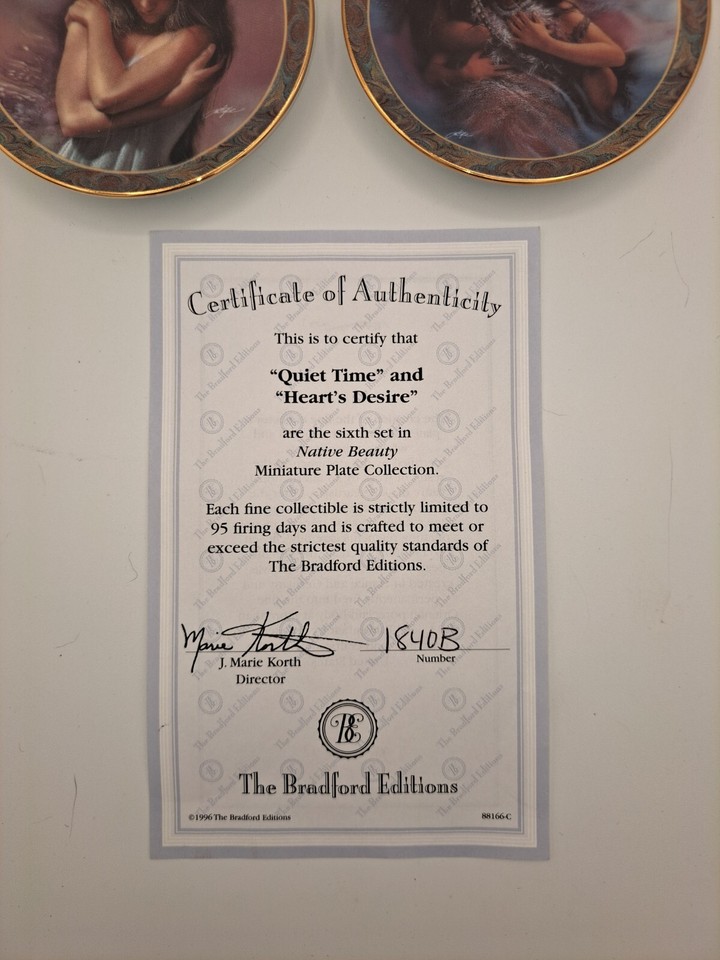 Certificate of Authenticity
This is to certify that
“Quiet Time” and
“Heart's Desire”
are the sixth set in
Native Beauty
Miniature Plate Collection.
Each fine collectible is strictly limited to
95 firing days and is crafted to meet or
exceed the strictest quality standards of
The Bradford Editions.
Marie Korth 1840B
J. Marie Korth Number
Director
BE
The Bradford Editions
©1996 The Bradford Editions 88166-C